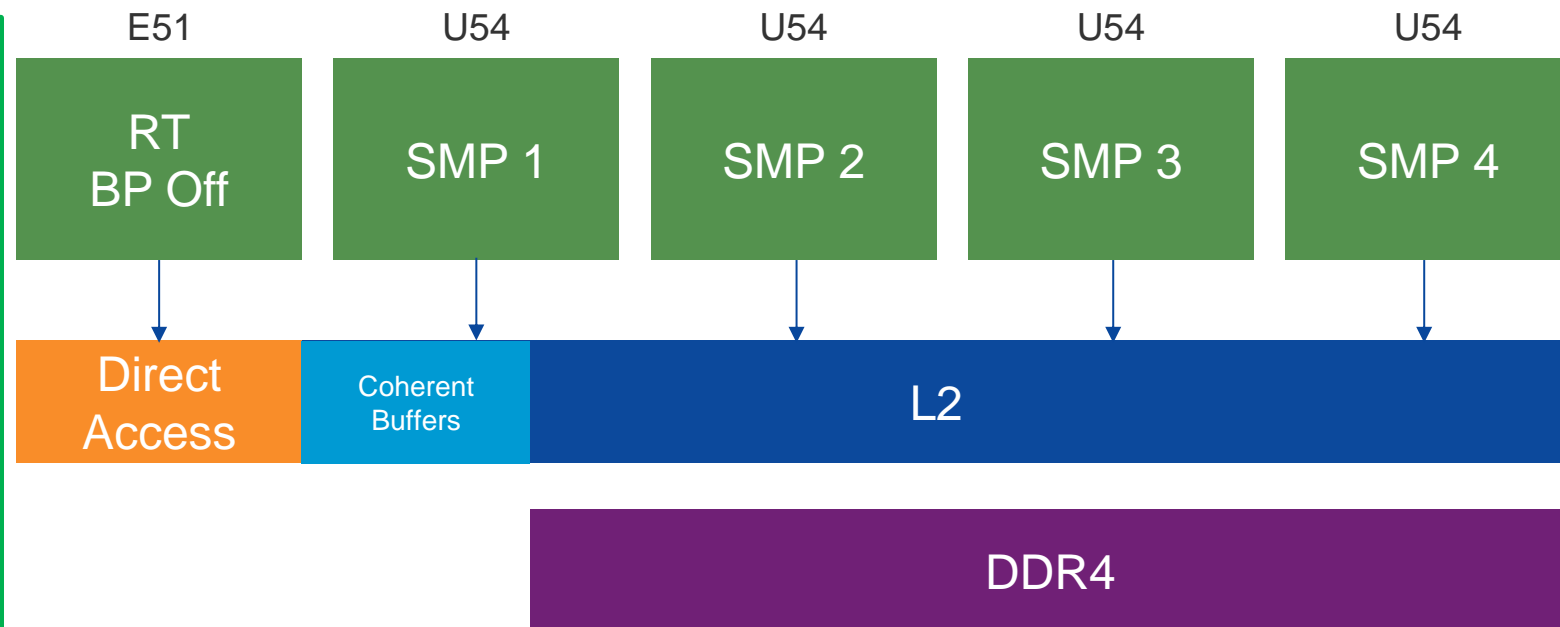 E51 U54 U54 U54 U54
RT
BP Off
SMP 1 SMP 2 SMP 3 SMP 4
Direct
Access
Coherent
Buffers
L2
DDR4